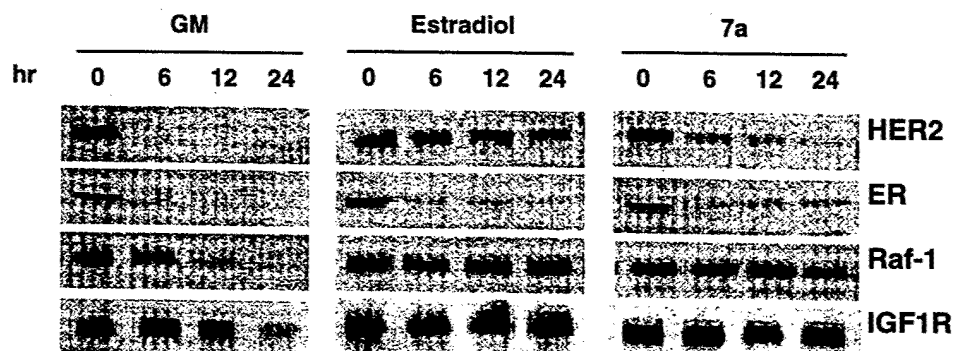 GM Estradiol 7a
hr 0 6 12 24 0 6 12 24 0 6 12 24
HER2
ER
Raf-1
IGF1R